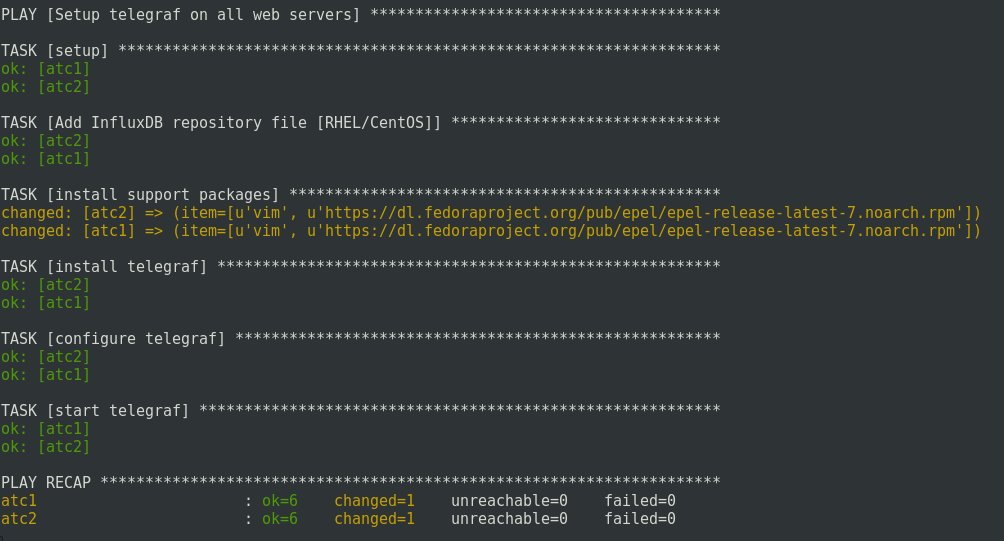 PLAY [Setup telegraf on all web servers] ***************************************

TASK [setup] *******************************************************************
ok: [atc1]
ok: [atc2]

TASK [Add InfluxDB repository file [RHEL/CentOS]] ******************************
ok: [atc2]
ok: [atc1]

TASK [install support packages] ************************************************
changed: [atc2] => (item=[u'vim', u'https://dl.fedoraproject.org/pub/epel/epel-release-latest-7.noarch.rpm'])
changed: [atc1] => (item=[u'vim', u'https://dl.fedoraproject.org/pub/epel/epel-release-latest-7.noarch.rpm'])

TASK [install telegraf] ********************************************************
ok: [atc2]
ok: [atc1]

TASK [configure telegraf] ******************************************************
ok: [atc2]
ok: [atc1]

TASK [start telegraf] **********************************************************
ok: [atc1]
ok: [atc2]

PLAY RECAP *********************************************************************
atc1                       : ok=6    changed=1    unreachable=0    failed=0
atc2                       : ok=6    changed=1    unreachable=0    failed=0